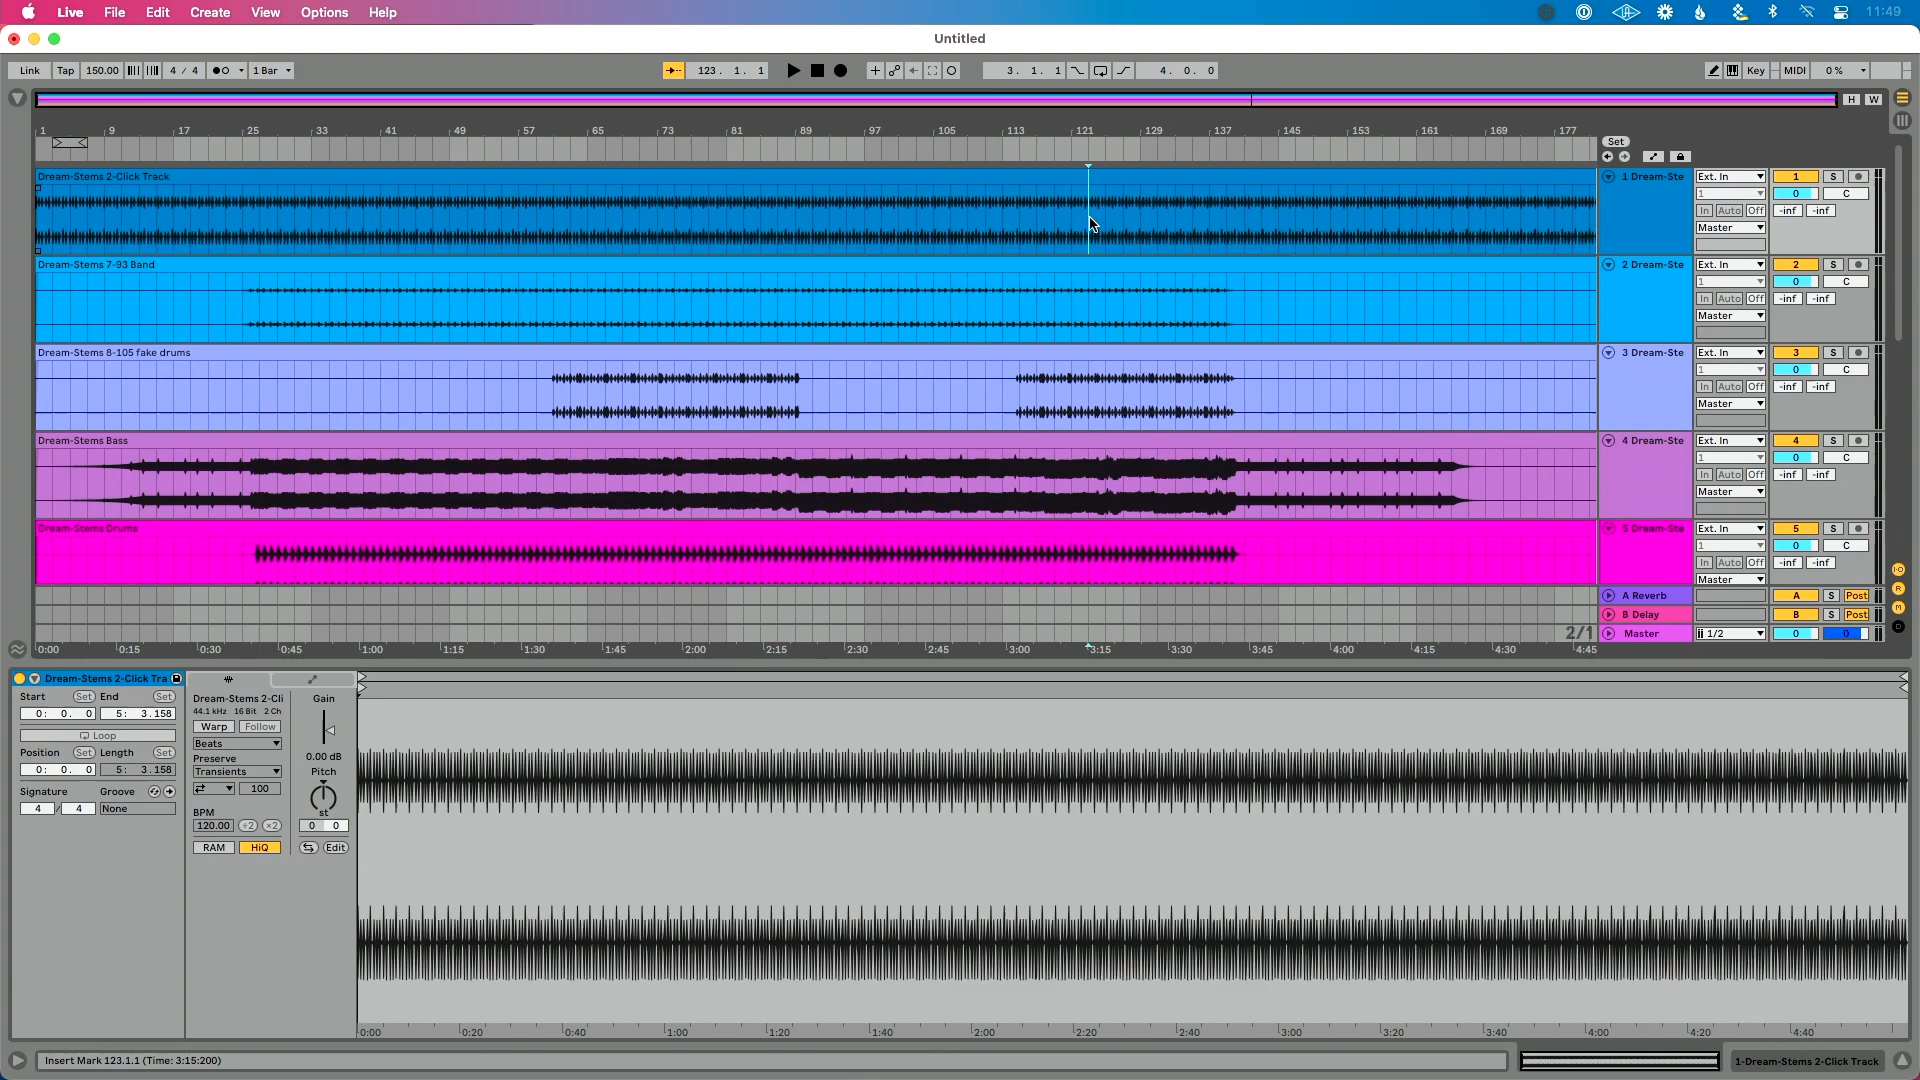 Live File Edit Create View Options Help 11:49
Untitled
Link Tap 150.00 4 / 4 1 Bar 123. 1. 1 3. 1. 1 4. 0. 0 Key MIDI 0 %
H W
1 9 17 25 33 41 49 57 65 73 81 89 97 105 113 121 129 137 145 153 161 169 177
Set
Dream-Stems 2-Click Track 1 Dream-Ste Ext. In 1 S
1 0 C
In Auto Off -inf -inf
Master
Dream-Stems 7-93 Band 2 Dream-Ste Ext. In 2 S
1 0 C
In Auto Off -inf -inf
Master
Dream-Stems 8-105 fake drums 3 Dream-Ste Ext. In 3 S
1 0 C
In Auto Off -inf -inf
Master
Dream-Stems Bass 4 Dream-Ste Ext. In 4 S
1 0 C
In Auto Off -inf -inf
Master
Dream-Stems Drums 5 Dream-Ste Ext. In 5 S
1 0 C
In Auto Off -inf -inf
Master
A Reverb A S Post
B Delay B S Post
2/1 Master 1/2 0 0
0:00 0:15 0:30 0:45 1:00 1:15 1:30 1:45 2:00 2:15 2:30 2:45 3:00 3:15 3:30 3:45 4:00 4:15 4:30 4:45
Dream-Stems 2-Click Tra
Start Set End Set
0: 0. 0 5: 3.158
Loop
Position Set Length Set
0: 0. 0 5: 3.158
Signature Groove
4 / 4 None
Dream-Stems 2-Cli
44.1 kHz 16 Bit 2 Ch
Warp Follow
Beats
Preserve
Transients
100
BPM
120.00 ÷2 ×2
RAM HiQ
Gain
0.00 dB
Pitch
st
0 0
Edit
0:00 0:20 0:40 1:00 1:20 1:40 2:00 2:20 2:40 3:00 3:20 3:40 4:00 4:20 4:40
Insert Mark 123.1.1 (Time: 3:15:200) 1-Dream-Stems 2-Click Track